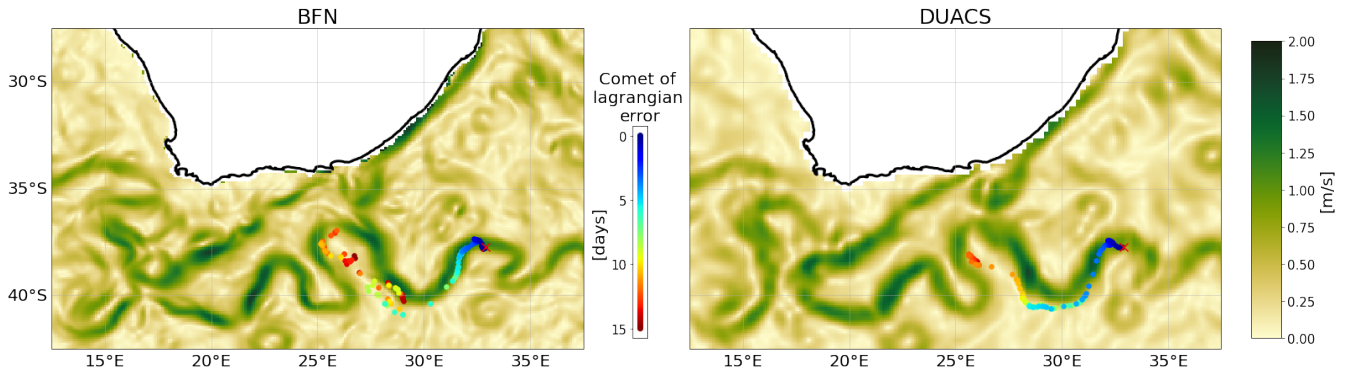 BFN
DUACS
30°S
35°S
40°S
15°E
20°E
25°E
30°E
35°E
Comet of
lagrangian
error
0
5
10
15
[days]
15°E
20°E
25°E
30°E
35°E
2.00
1.75
1.50
1.25
1.00
0.75
0.50
0.25
0.00
[m/s]